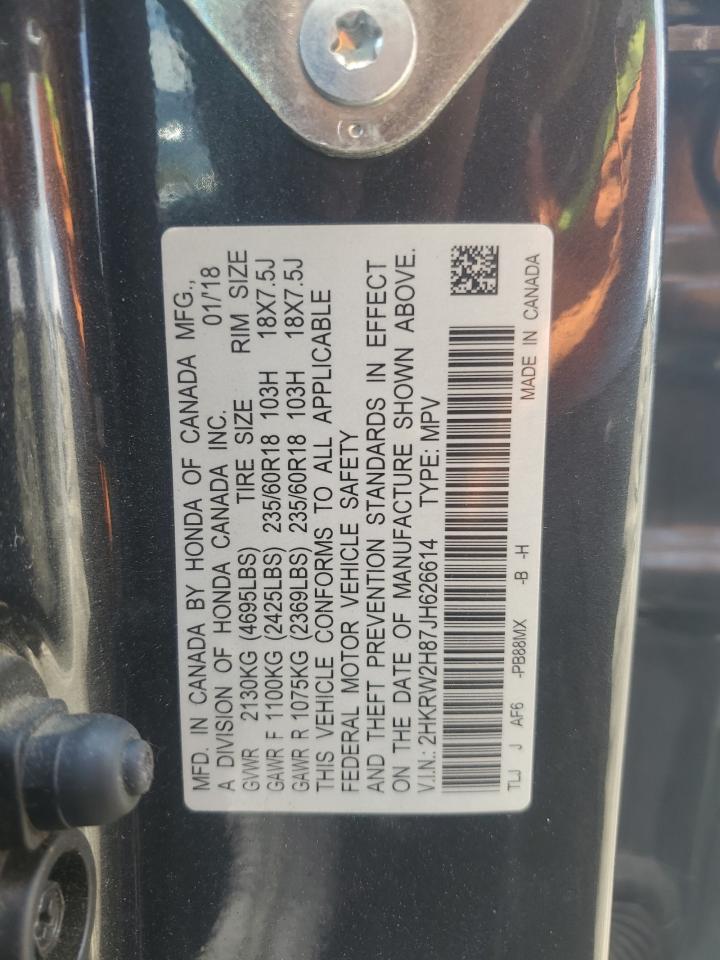 MFD. IN CANADA BY HONDA OF CANADA MFG.,
A DIVISION OF HONDA CANADA INC. 01/'18
GVWR 2130KG (4695LBS) TIRE SIZE RIM SIZE
GAWR F 1100KG (2425LBS) 235/60R18 103H 18X7.5J
GAWR R 1075KG (2369LBS) 235/60R18 103H 18X7.5J
THIS VEHICLE CONFORMS TO ALL APPLICABLE
FEDERAL MOTOR VEHICLE SAFETY
AND THEFT PREVENTION STANDARDS IN EFFECT
ON THE DATE OF MANUFACTURE SHOWN ABOVE.
V.I.N.: 2HKRW2H87JH626614 TYPE: MPV
TLJ J AF6 -PB88MX -B -H MADE IN CANADA